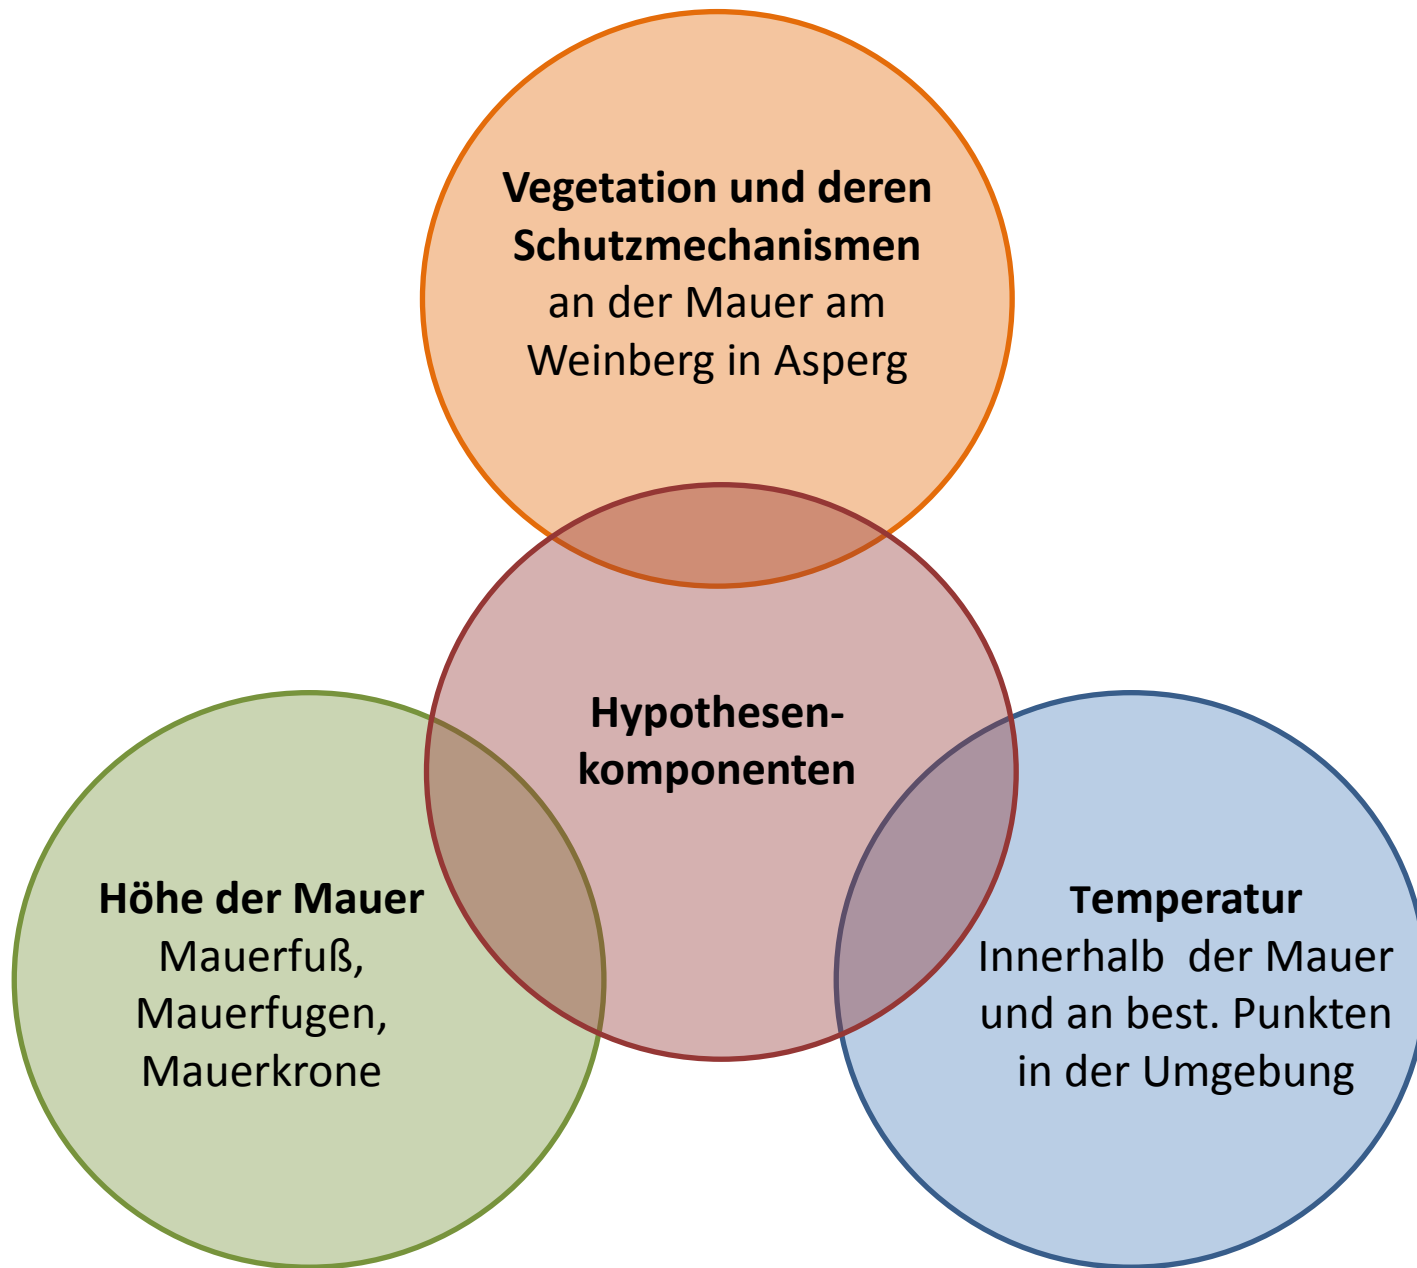 Vegetation und deren
Schutzmechanismen
an der Mauer am
Weinberg in Asperg
Hypothesen-
komponenten
Höhe der Mauer
Mauerfuß,
Mauerfugen,
Mauerkrone
Temperatur
Innerhalb  der Mauer
und an best. Punkten
in der Umgebung